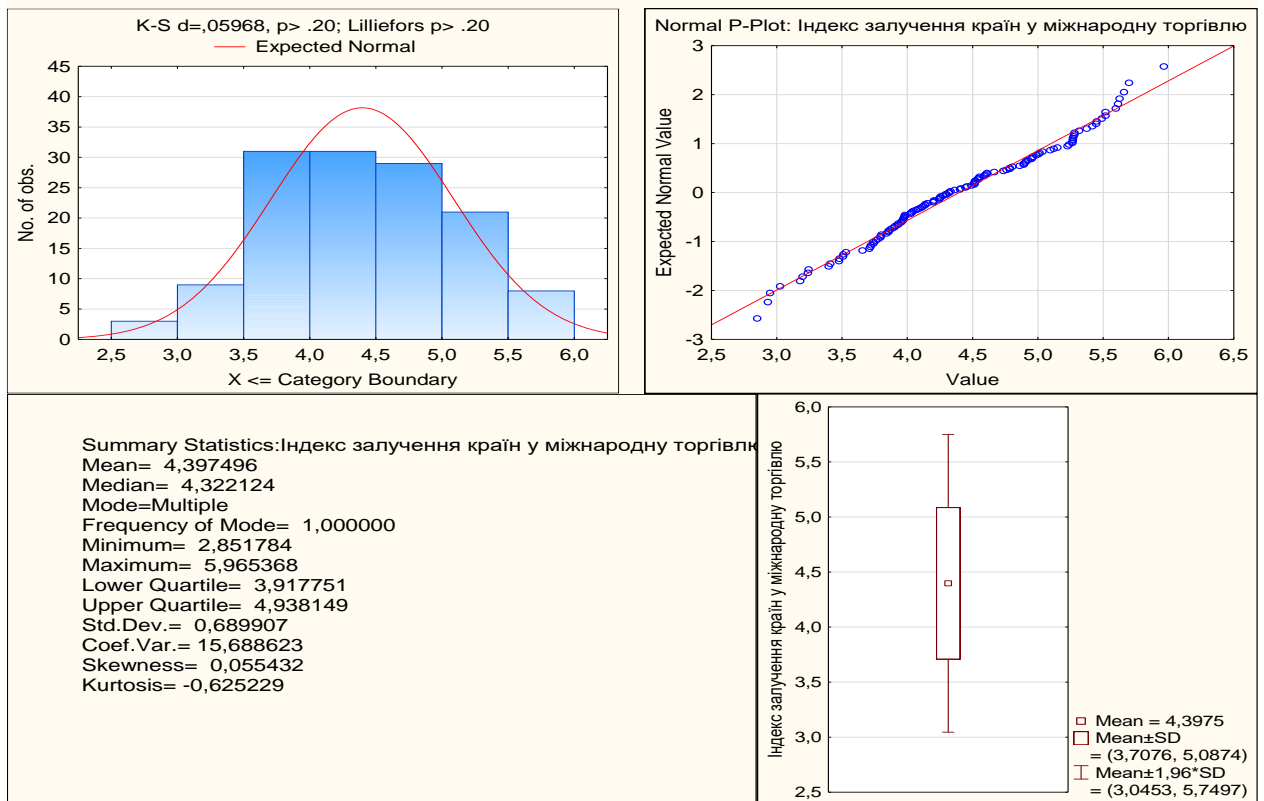 K-S d=,05968, p> .20; Lilliefors p> .20
Expected Normal
45
40
35
30
25
20
15
10
5
0
No. of obs.
2,5 3,0 3,5 4,0 4,5 5,0 5,5 6,0
X <= Category Boundary
Normal P-Plot: Індекс залучення країн у міжнародну торгівлю
3
2
1
0
-1
-2
-3
Expected Normal Value
2,5 3,0 3,5 4,0 4,5 5,0 5,5 6,0 6,5
Value
Summary Statistics:Індекс залучення країн у міжнародну торгівлю
Mean= 4,397496
Median= 4,322124
Mode=Multiple
Frequency of Mode= 1,000000
Minimum= 2,851784
Maximum= 5,965368
Lower Quartile= 3,917751
Upper Quartile= 4,938149
Std.Dev.= 0,689907
Coef.Var.= 15,688623
Skewness= 0,055432
Kurtosis= -0,625229
Індекс залучення країн у міжнародну торгівлю
6,0
5,5
5,0
4,5
4,0
3,5
3,0
2,5
Mean = 4,3975
Mean±SD
= (3,7076, 5,0874)
Mean±1,96*SD
= (3,0453, 5,7497)